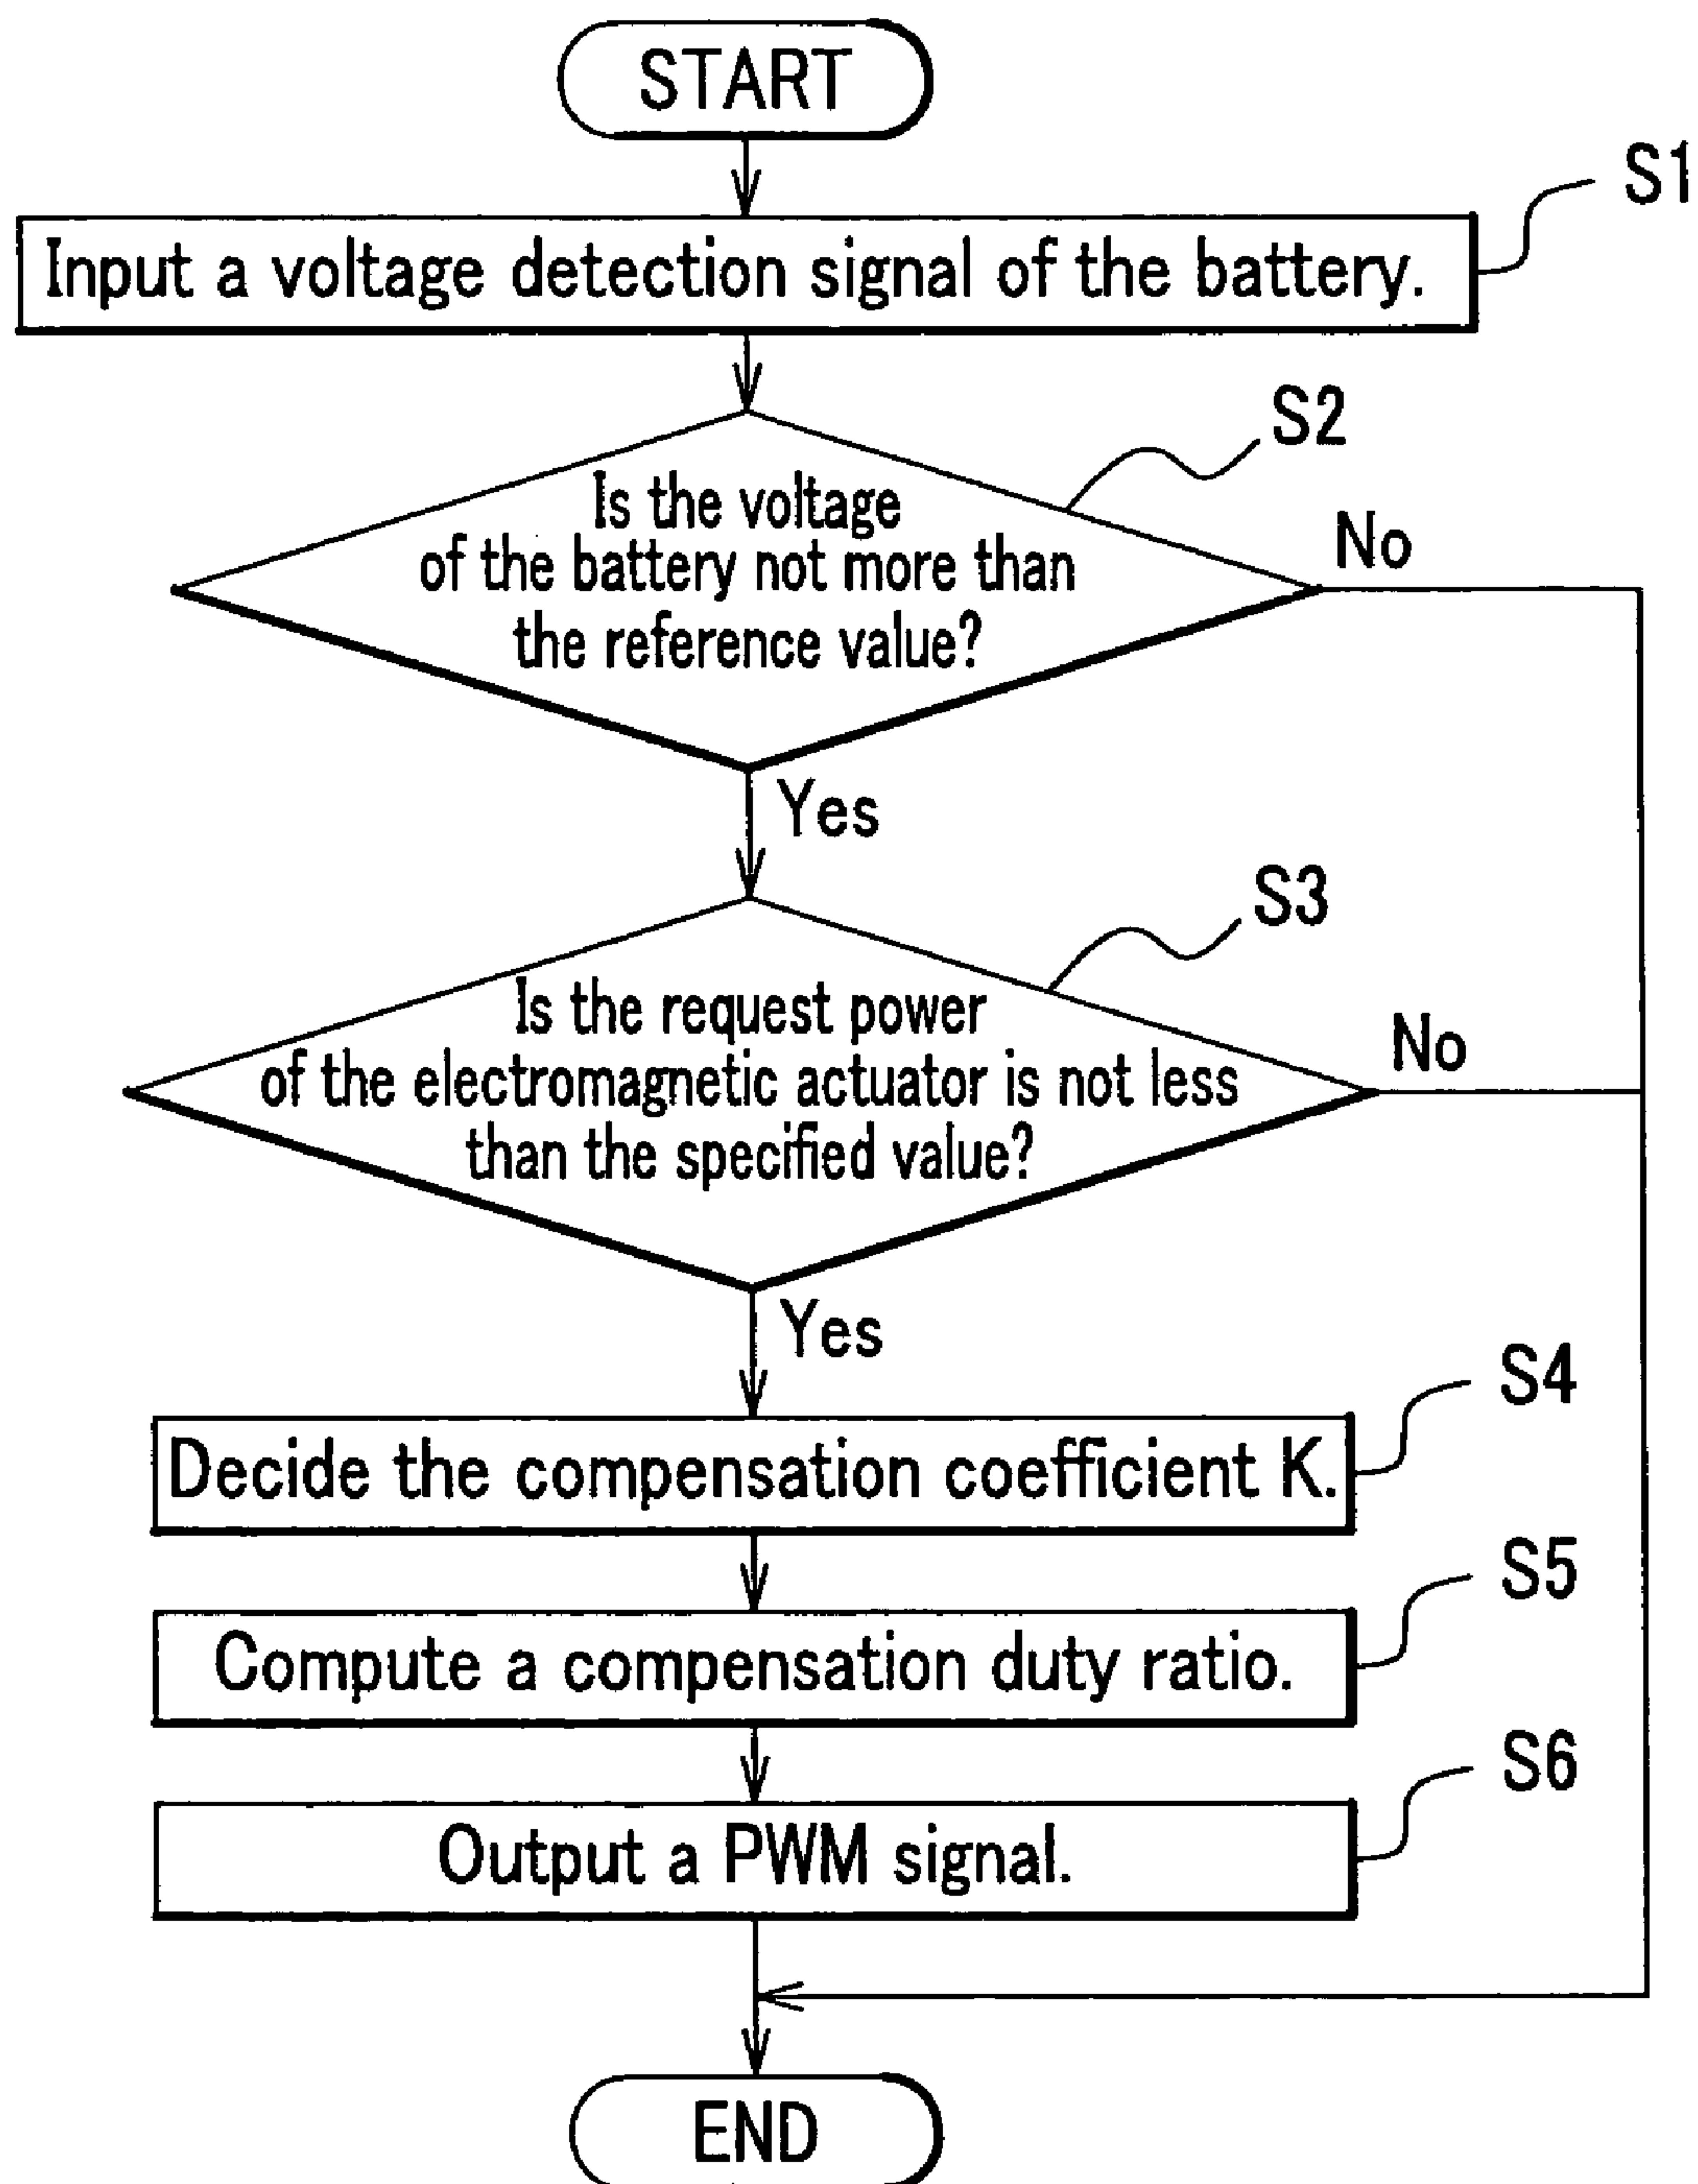 START
S1
Input a voltage detection signal of the battery.
S2
Is the voltage
of the battery not more than
the reference value?
No
Yes
S3
Is the request power
of the electromagnetic actuator is not less
than the specified value?
No
Yes
S4
Decide the compensation coefficient K.
S5
Compute a compensation duty ratio.
S6
Output a PWM signal.
END